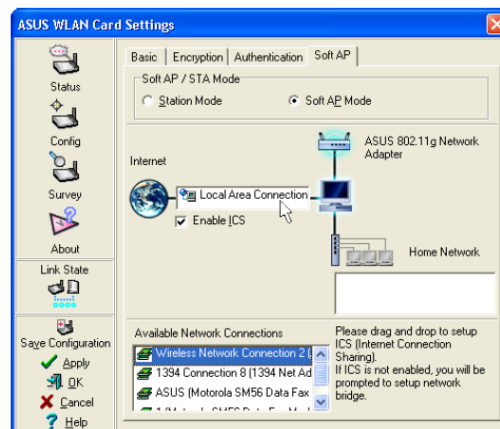 ASUS WLAN Card Settings
Status
Config
Survey
About
Link State
Save Configuration
Apply
OK
Cancel
Help
Basic
Encryption
Authentication
Soft AP
Soft AP / STA Mode
Station Mode
Soft AP Mode
Internet
Local Area Connection
Enable ICS
ASUS 802.11g Network
Adapter
Home Network
Available Network Connections
Wireless Network Connection 2
1394 Connection 8 (1394 Net Ad
ASUS (Motorola SM56 Data Fax
Please drag and drop to setup
ICS (Internet Connection
Sharing).
If ICS is not enabled, you will be
prompted to setup network
bridge.